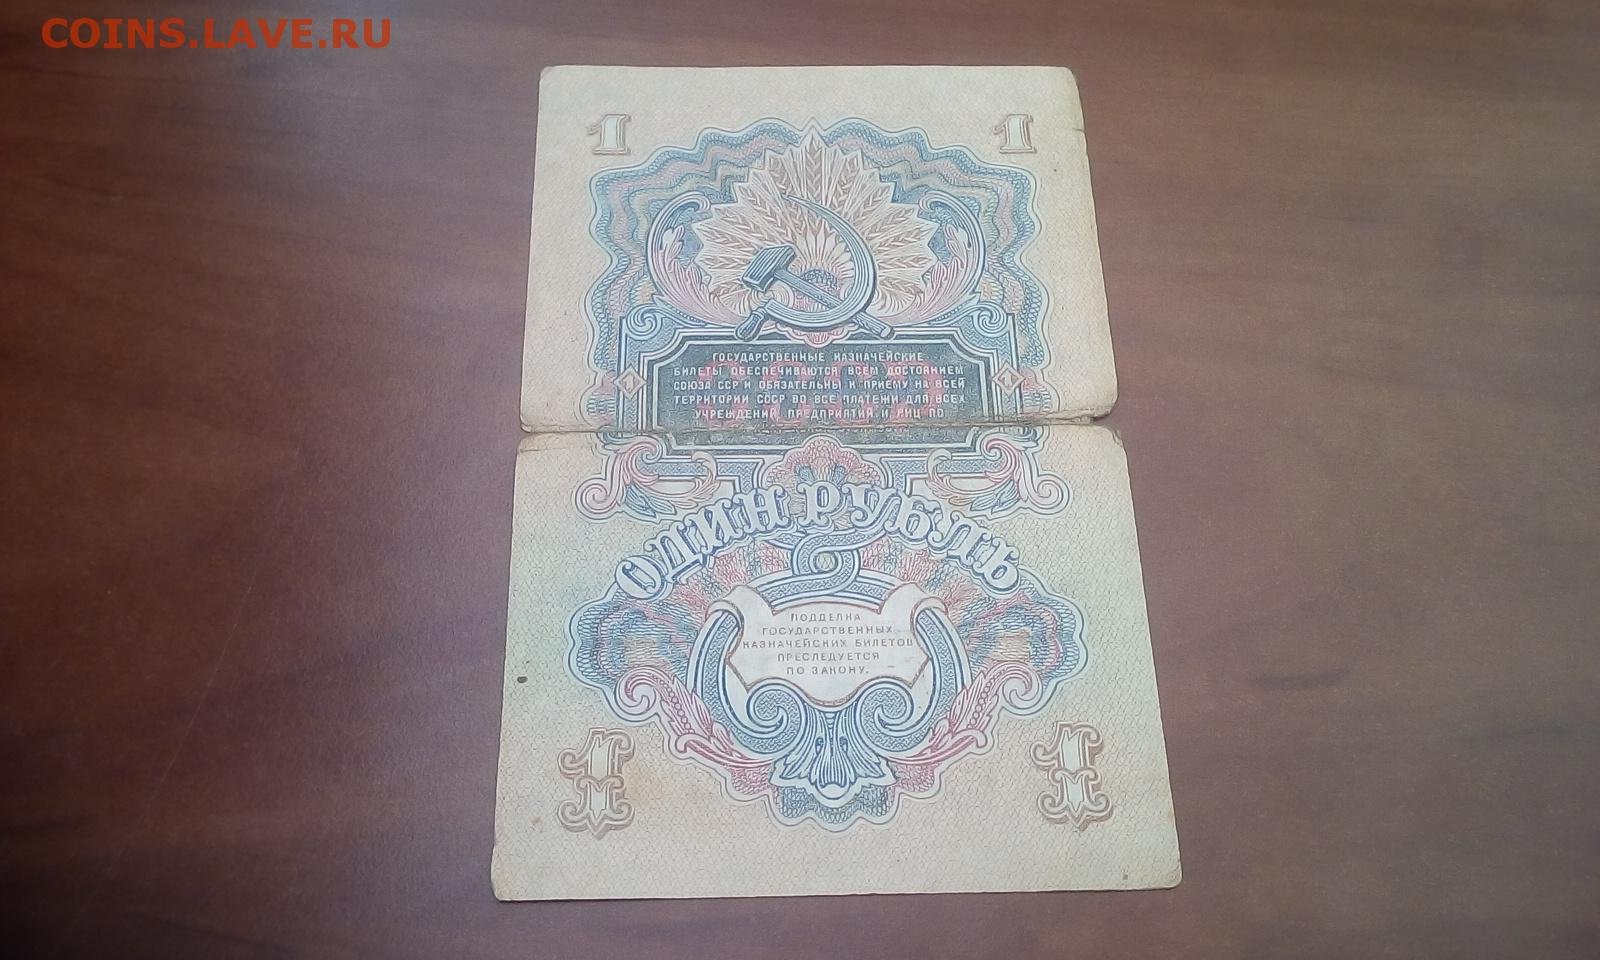 COINS.LAVE.RU
1 1
ГОСУДАРСТВЕННЫЕ КАЗНАЧЕЙСКИЕ
БИЛЕТЫ ОБЕСПЕЧИВАЮТСЯ ВСЕМ ДОСТОЯНИЕМ
СОЮЗА ССР И ОБЯЗАТЕЛЬНЫ К ПРИЕМУ НА ВСЕЙ
ТЕРРИТОРИИ СССР ВО ВСЕ ПЛАТЕЖИ ДЛЯ ВСЕХ
1 1
УЧРЕЖДЕНИЙ, ПРЕДПРИЯТИЙ И ЛИЦ ПО
ОДИН РУБЛЬ
ПОДДЕЛКА
ГОСУДАРСТВЕННЫХ
КАЗНАЧЕЙСКИХ БИЛЕТОВ
ПРЕСЛЕДУЕТСЯ
ПО ЗАКОНУ.
1 1